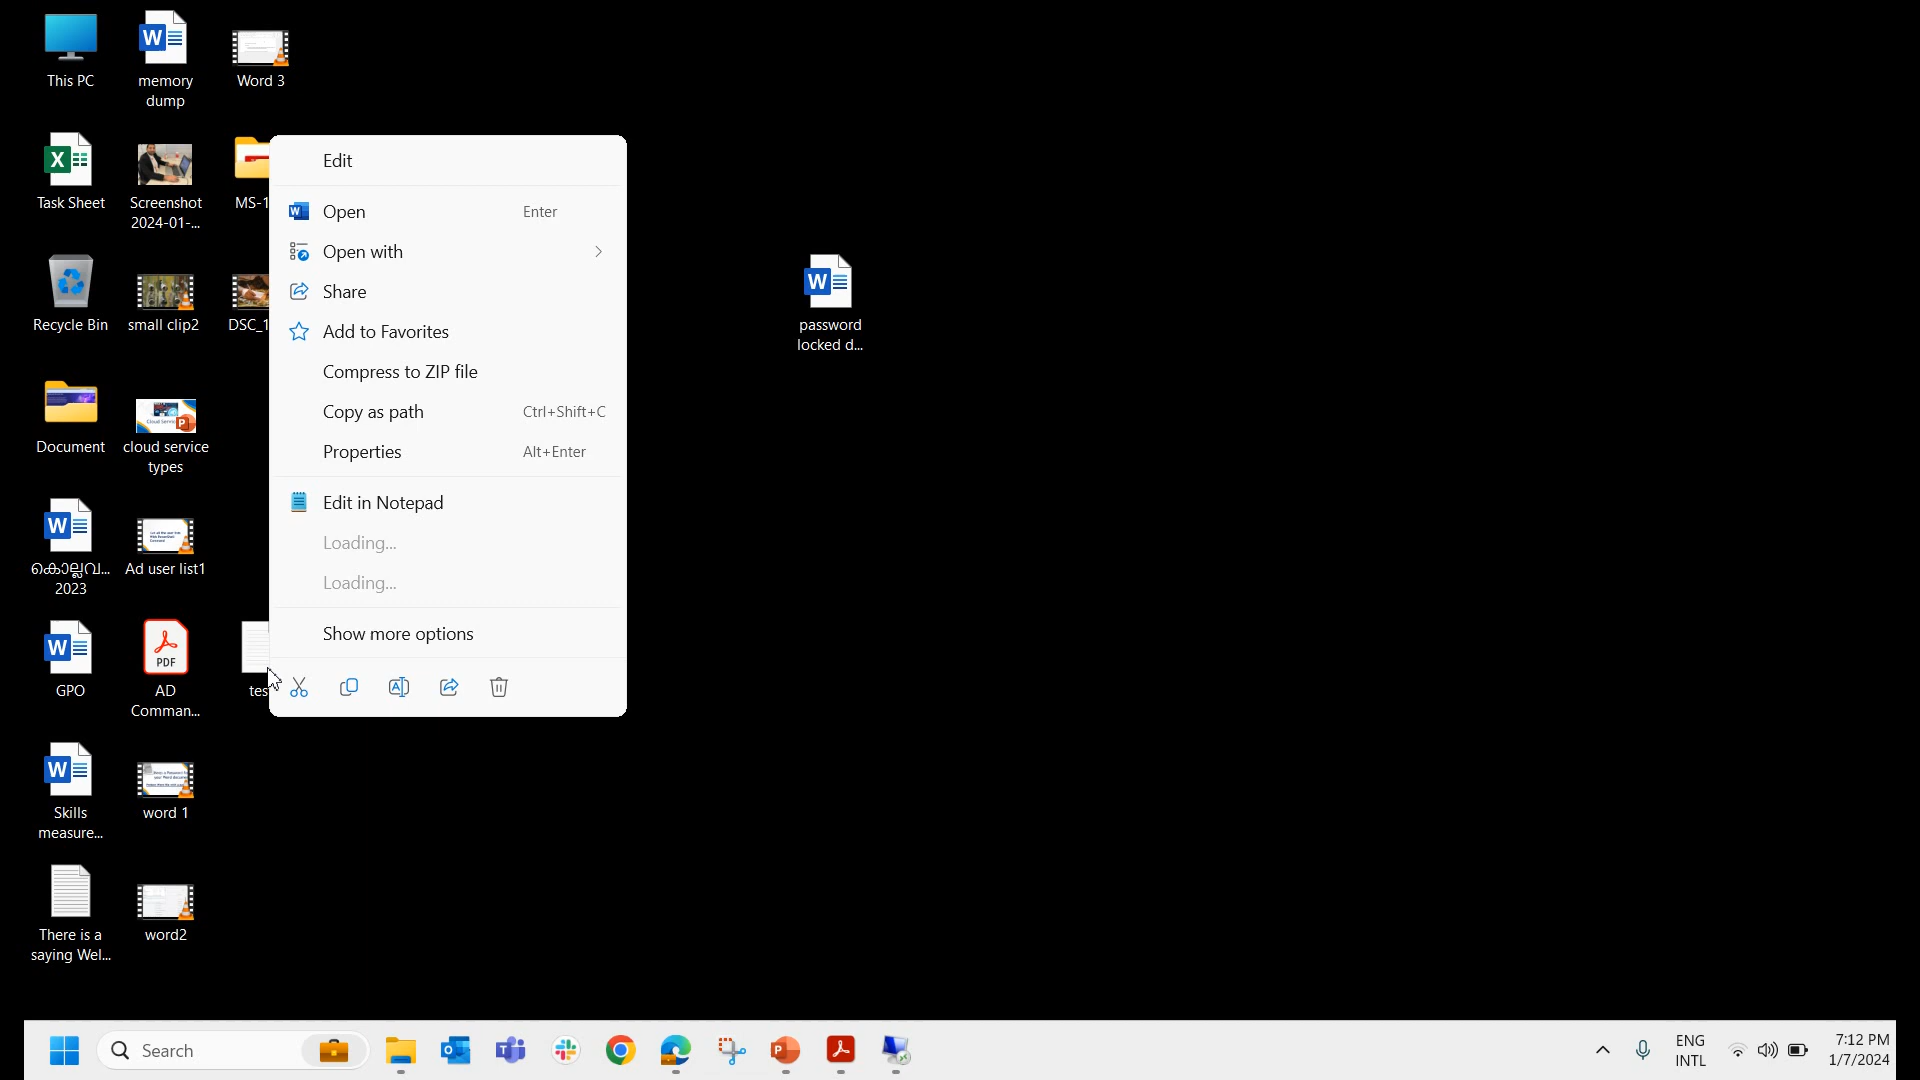 This PC
memory
dump
Word 3
Task Sheet
Screenshot
2024-01-...
MS-1
Recycle Bin
small clip2
DSC_1
Document
cloud service
types
കൊല്ലവ...
2023
Ad user list1
GPO
PDF
AD
Comman...
tes
Skills
measure...
word 1
There is a
saying Wel...
word2
Edit
Open Enter
Open with
Share
Add to Favorites
Compress to ZIP file
Copy as path Ctrl+Shift+C
Properties Alt+Enter
Edit in Notepad
Loading...
Loading...
Show more options
password
locked d...
Search
ENG
INTL
7:12 PM
1/7/2024